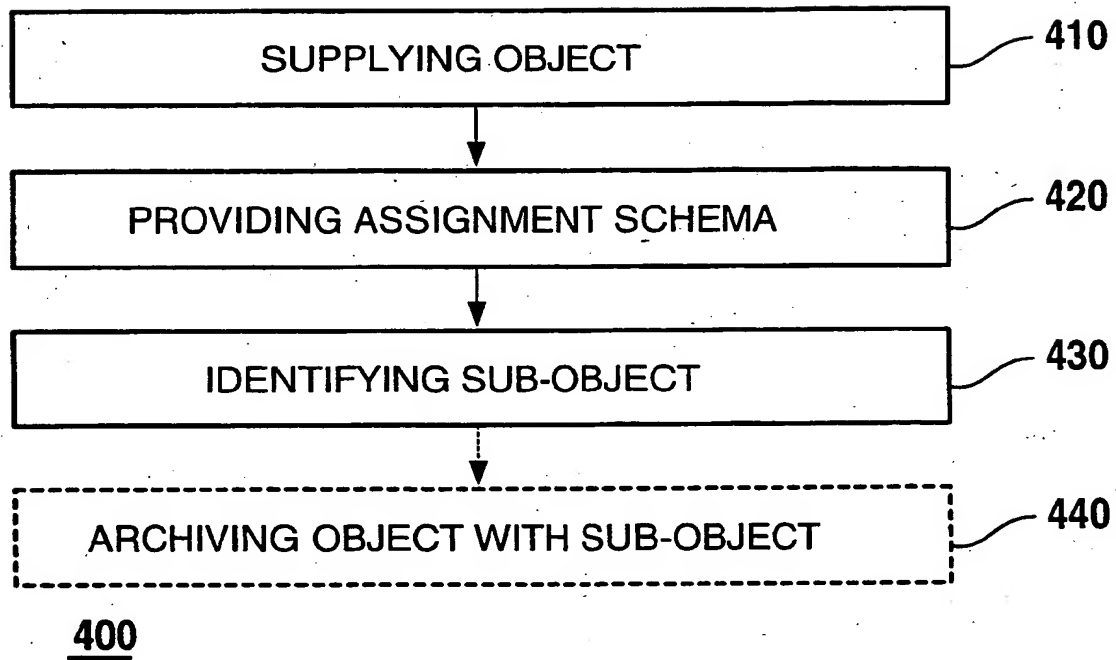 SUPPLYING OBJECT
410
PROVIDING ASSIGNMENT SCHEMA
420
IDENTIFYING SUB-OBJECT
430
ARCHIVING OBJECT WITH SUB-OBJECT
440
400